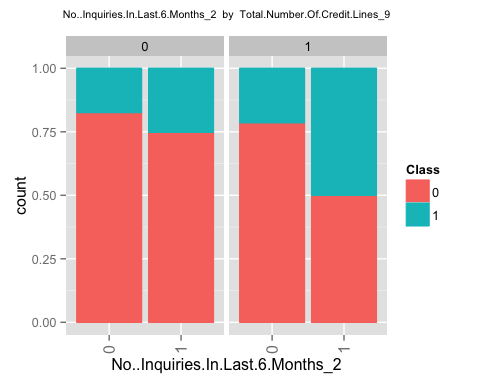 No..Inquiries.In.Last.6.Months_2 by Total.Number.Of.Credit.Lines_9
0 1
1.00
0.75
0.50
0.25
0.00
count
0 1 0 1
No..Inquiries.In.Last.6.Months_2
Class
0
1